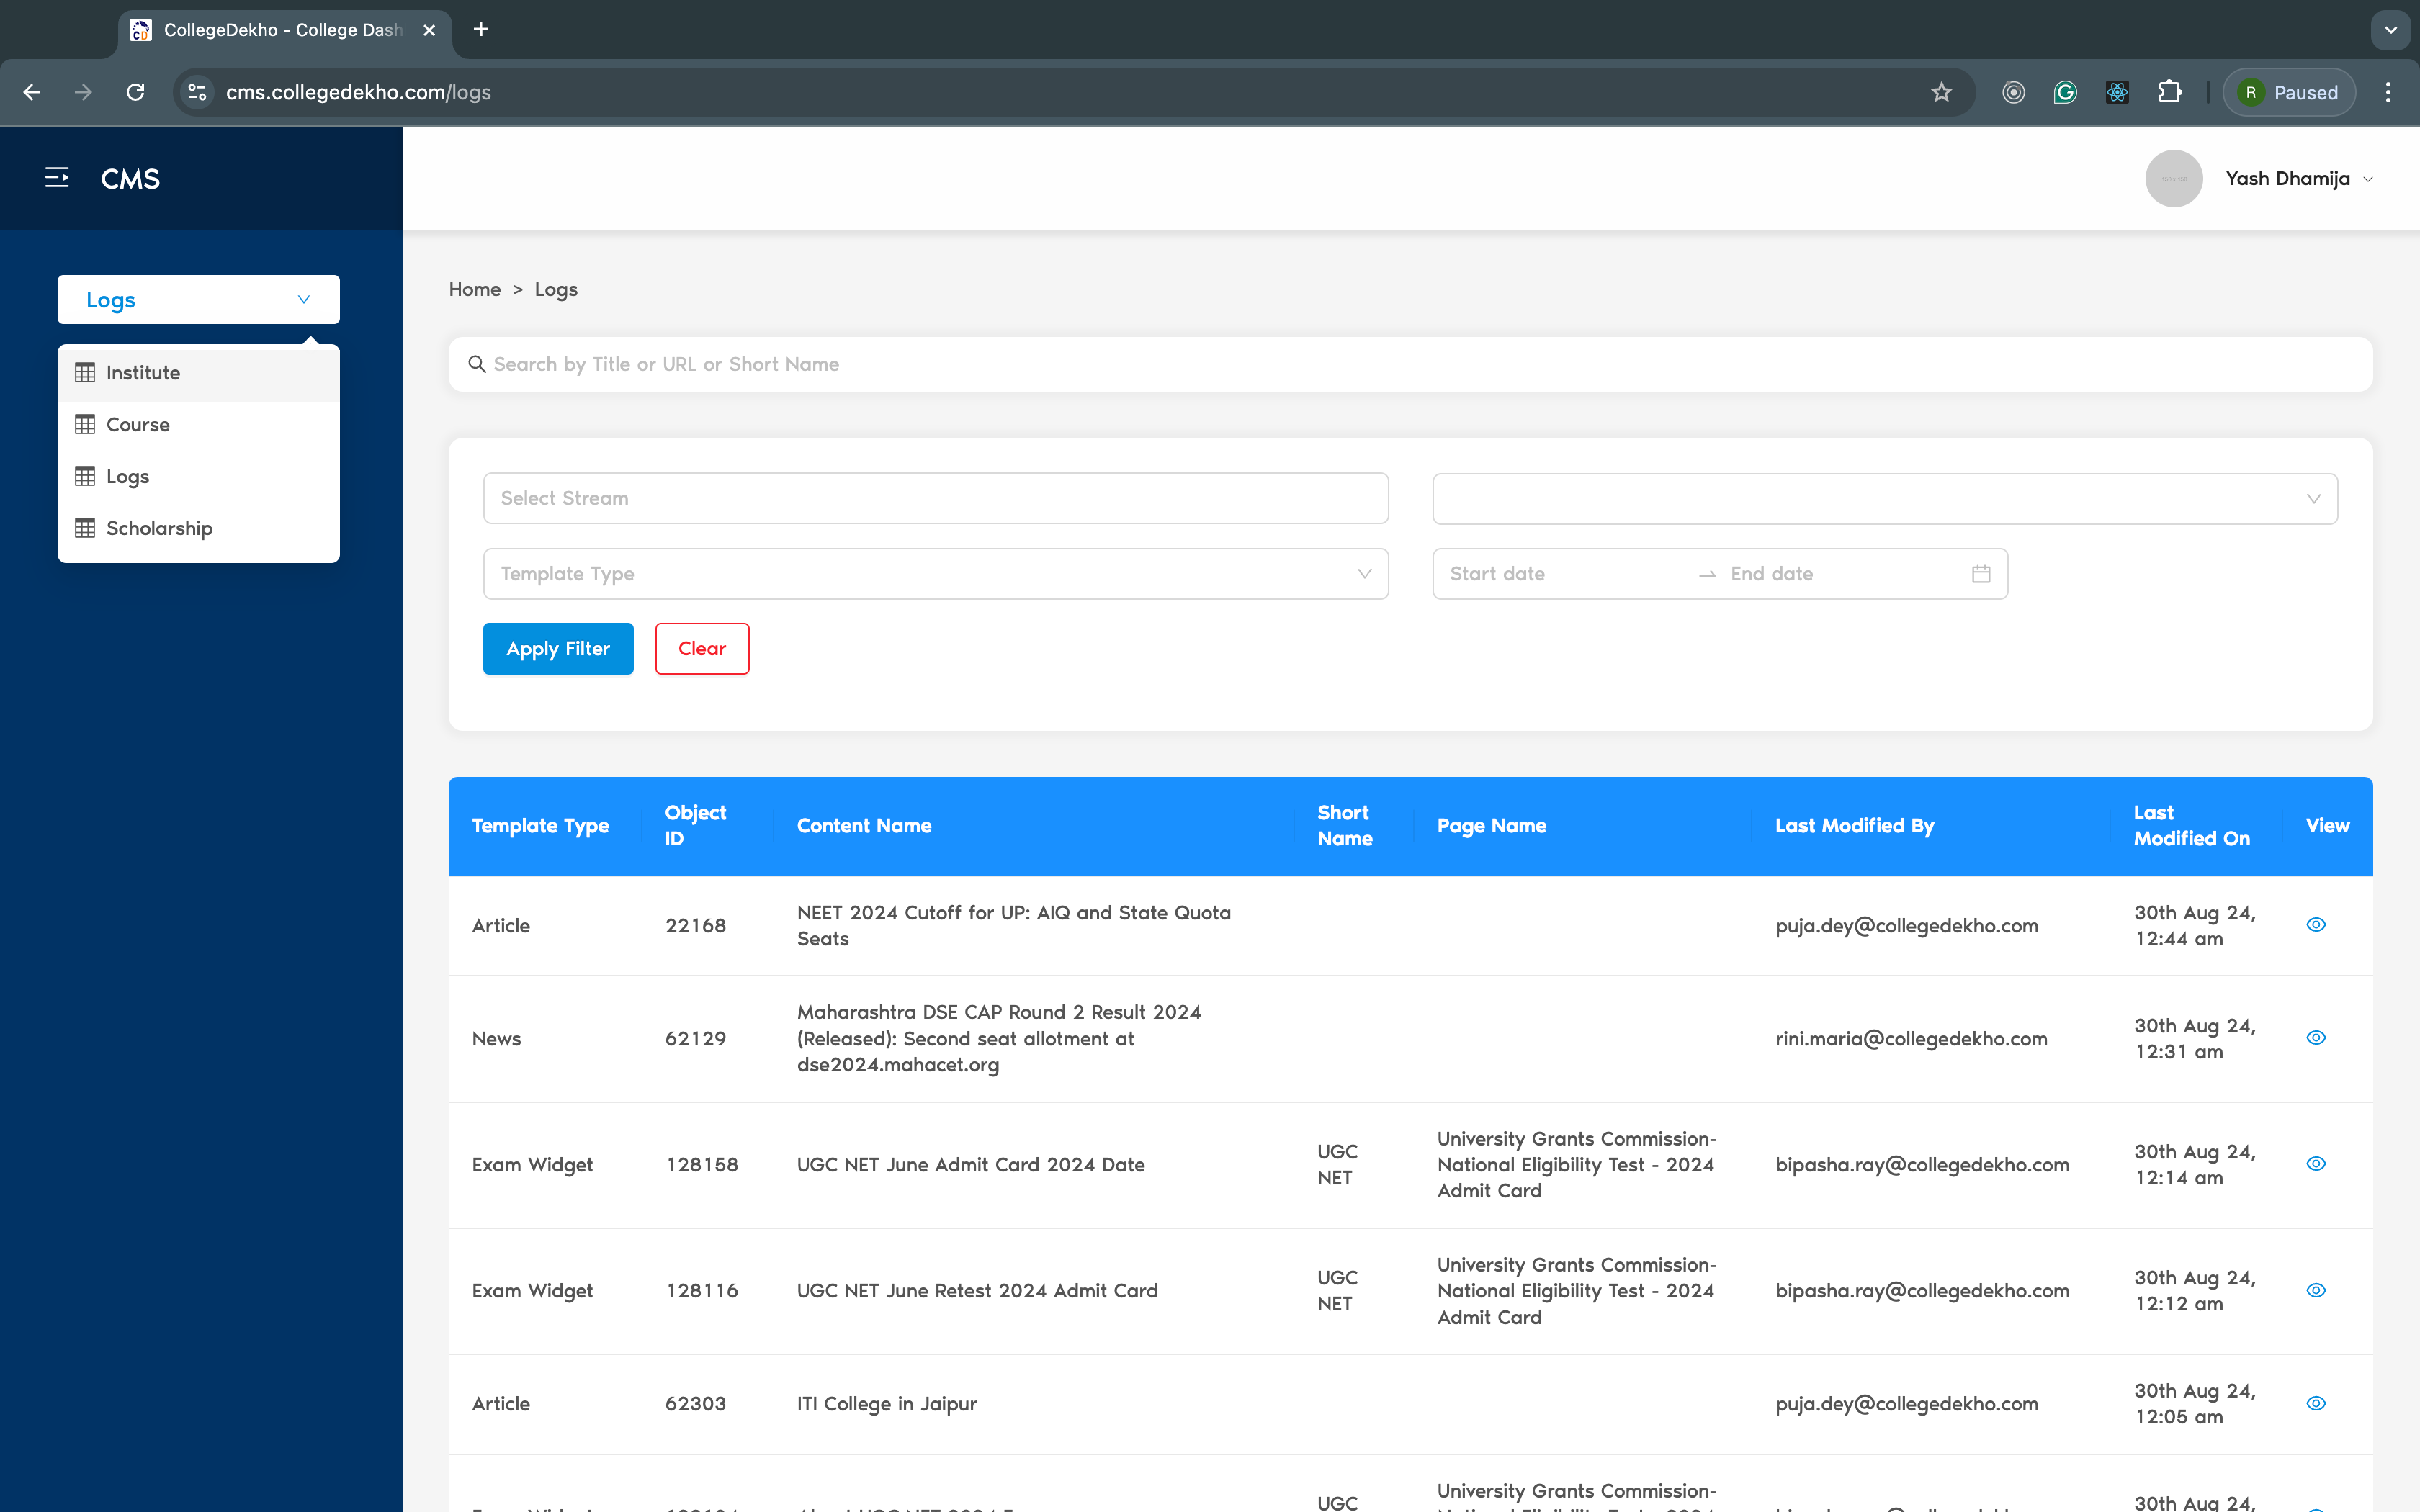 CollegeDekho - College Dash
cms.collegedekho.com/logs
R Paused
CMS
Yash Dhamija
Logs
Institute
Course
Logs
Scholarship
Home > Logs
Search by Title or URL or Short Name
Select Stream
Template Type
Start date
End date
Apply Filter
Clear
Template Type
Object
ID
Content Name
Short
Name
Page Name
Last Modified By
Last
Modified On
View
Article
22168
NEET 2024 Cutoff for UP: AIQ and State Quota
Seats
puja.dey@collegedekho.com
30th Aug 24,
12:44 am
News
62129
Maharashtra DSE CAP Round 2 Result 2024
(Released): Second seat allotment at
dse2024.mahacet.org
rini.maria@collegedekho.com
30th Aug 24,
12:31 am
Exam Widget
128158
UGC NET June Admit Card 2024 Date
UGC
NET
University Grants Commission-
National Eligibility Test - 2024
Admit Card
bipasha.ray@collegedekho.com
30th Aug 24,
12:14 am
Exam Widget
128116
UGC NET June Retest 2024 Admit Card
UGC
NET
University Grants Commission-
National Eligibility Test - 2024
Admit Card
bipasha.ray@collegedekho.com
30th Aug 24,
12:12 am
Article
62303
ITI College in Jaipur
puja.dey@collegedekho.com
30th Aug 24,
12:05 am
UGC
University Grants Commission-
30th Aug 24,